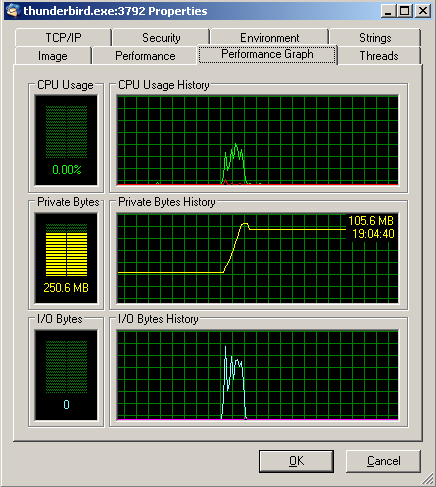 thunderbird.exe:3792 Properties
TCP/IP Security Environment Strings
Image Performance Performance Graph Threads
CPU Usage CPU Usage History
0.00%
Private Bytes Private Bytes History
105.6 MB
19:04:40
250.6 MB
I/O Bytes I/O Bytes History
0
OK Cancel